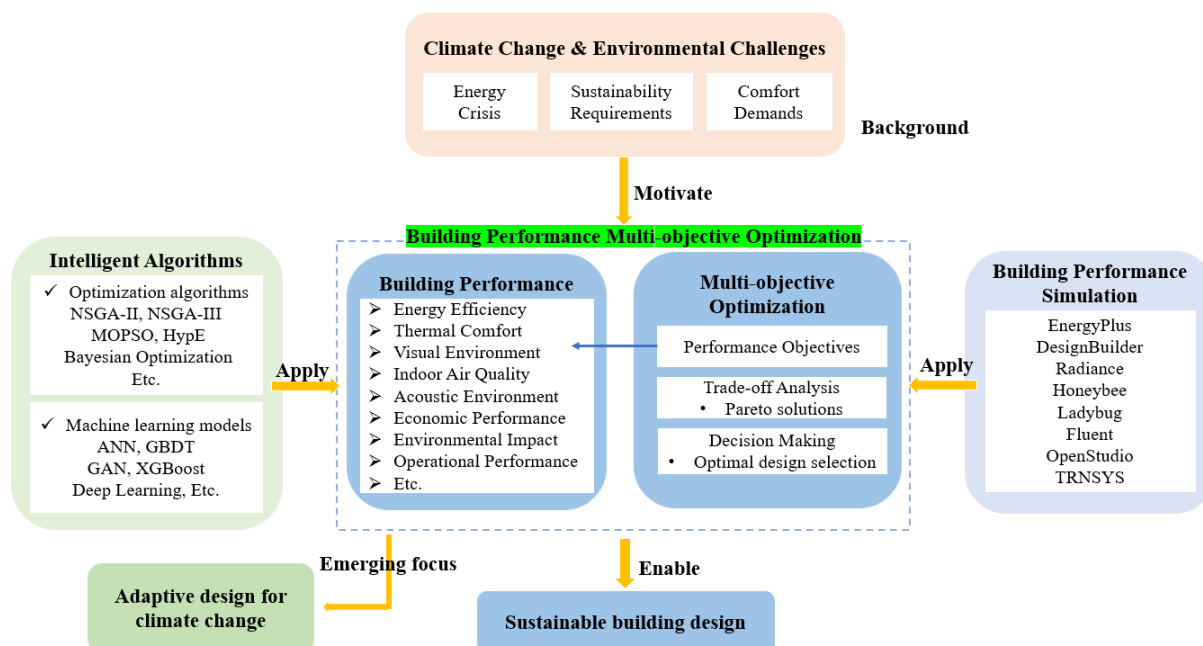 Climate Change & Environmental Challenges
Energy
Crisis
Sustainability
Requirements
Comfort
Demands
Background
Motivate
Building Performance Multi-objective Optimization
Intelligent Algorithms
✓ Optimization algorithms
NSGA-II, NSGA-III
MOPSO, HypE
Bayesian Optimization
Etc.
✓ Machine learning models
ANN, GBDT
GAN, XGBoost
Deep Learning, Etc.
Apply
Building Performance
➢ Energy Efficiency
➢ Thermal Comfort
➢ Visual Environment
➢ Indoor Air Quality
➢ Acoustic Environment
➢ Economic Performance
➢ Environmental Impact
➢ Operational Performance
➢ Etc.
Multi-objective
Optimization
Performance Objectives
Trade-off Analysis
• Pareto solutions
Decision Making
• Optimal design selection
Apply
Building Performance
Simulation
EnergyPlus
DesignBuilder
Radiance
Honeybee
Ladybug
Fluent
OpenStudio
TRNSYS
Emerging focus
Enable
Adaptive design for
climate change
Sustainable building design